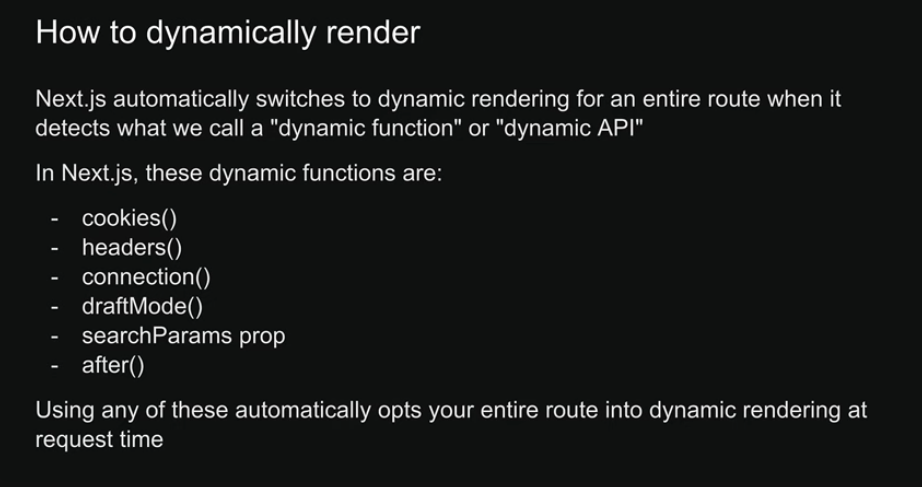 How to dynamically render
Next.js automatically switches to dynamic rendering for an entire route when it
detects what we call a "dynamic function" or "dynamic API"
In Next.js, these dynamic functions are:
- cookies()
- headers()
- connection()
- draftMode()
- searchParams prop
- after()
Using any of these automatically opts your entire route into dynamic rendering at
request time